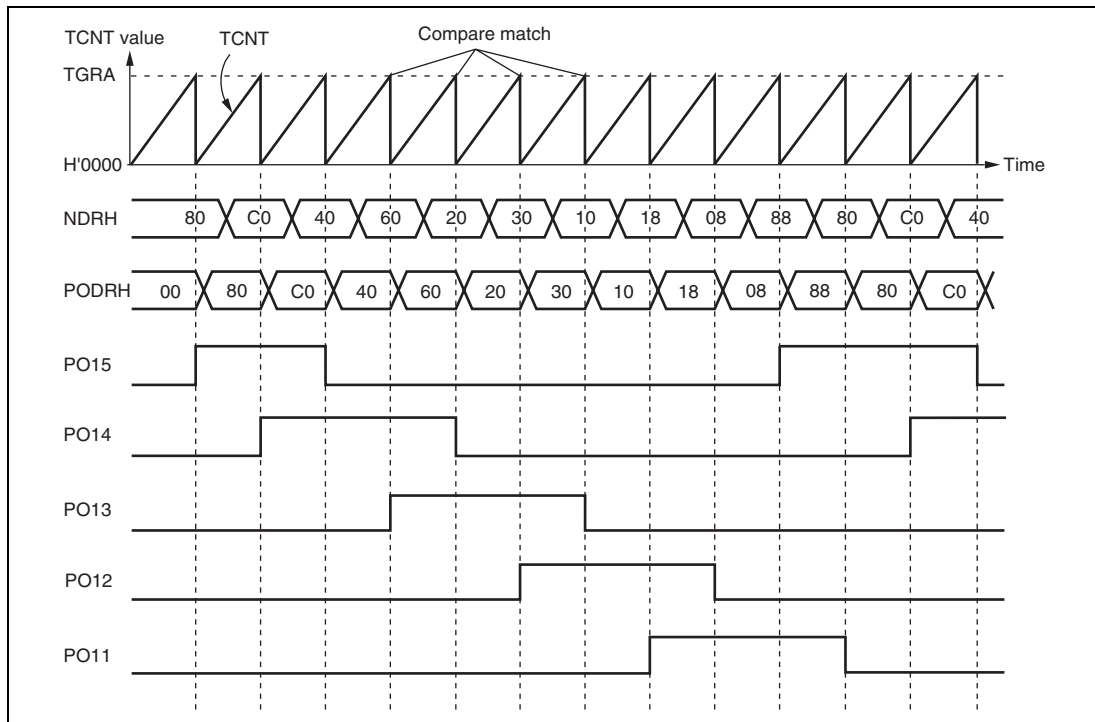 TCNT value TCNT Compare match
TGRA
H'0000 Time
NDRH 80 C0 40 60 20 30 10 18 08 88 80 C0 40
PODRH 00 80 C0 40 60 20 30 10 18 08 88 80 C0
PO15
PO14
PO13
PO12
PO11